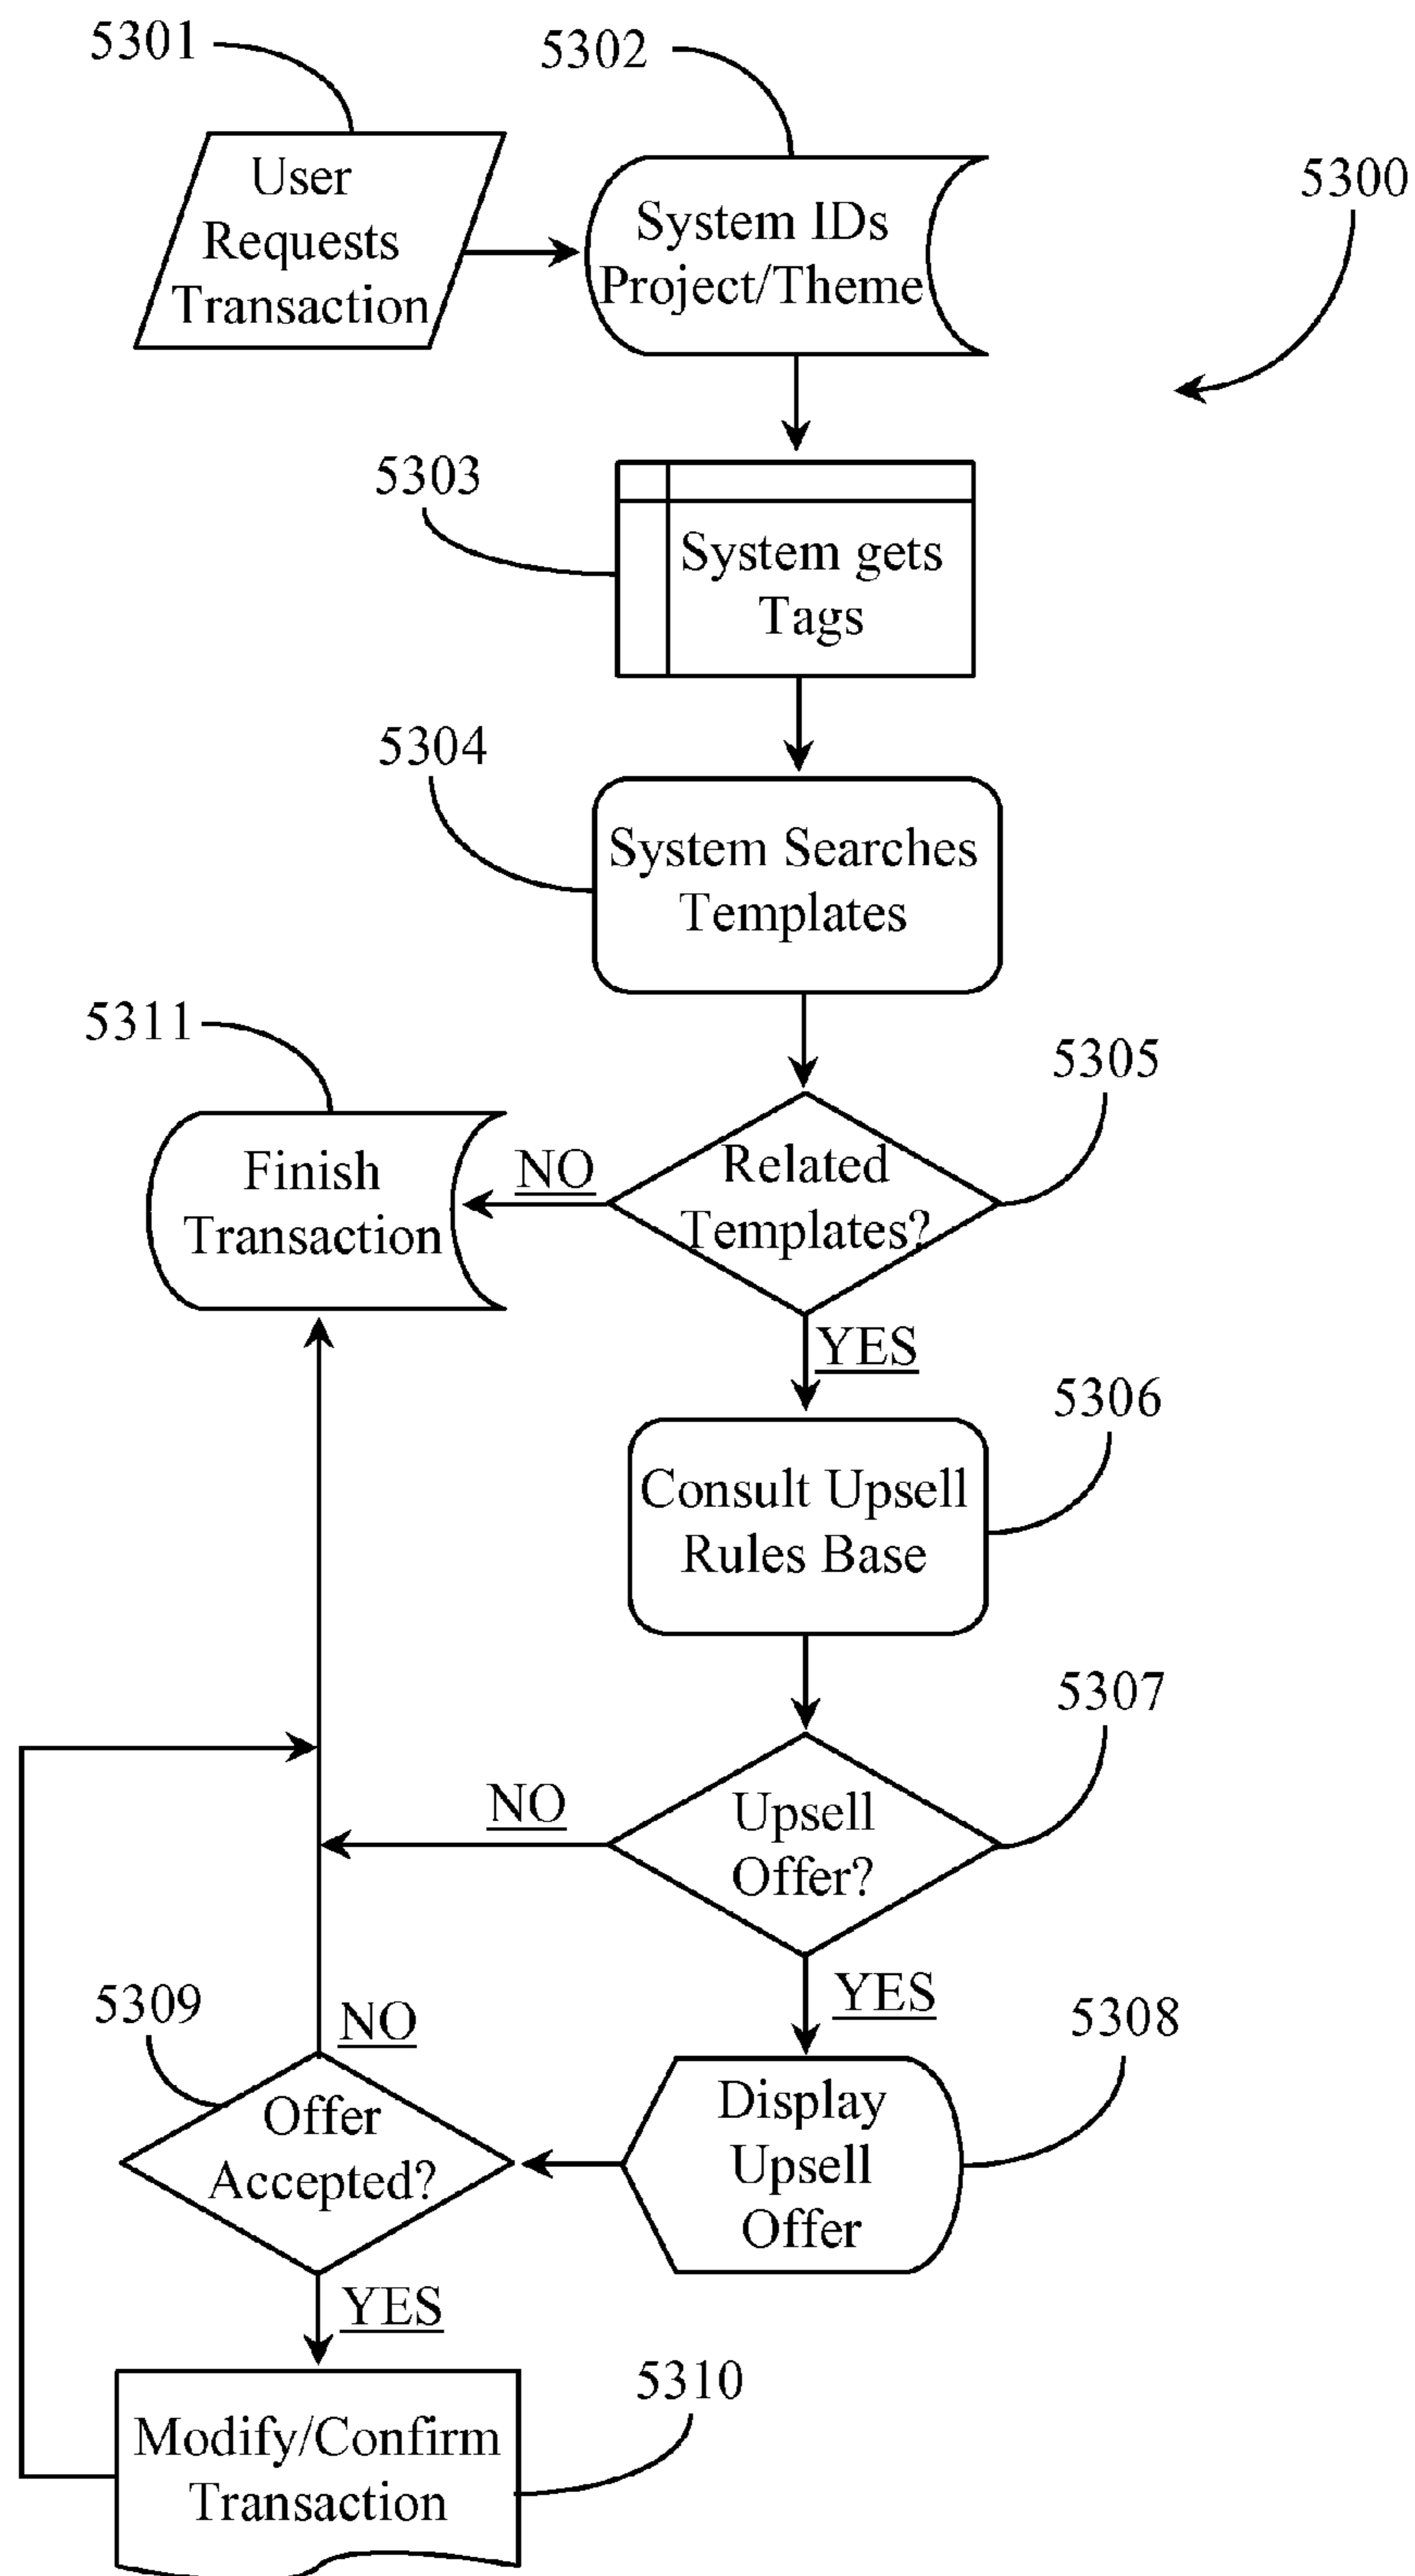 5301
5302
5300
User
Requests
Transaction
System IDs
Project/Theme
5303
System gets
Tags
5304
System Searches
Templates
5311
5305
Finish
Transaction
NO
Related
Templates?
YES
5306
Consult Upsell
Rules Base
5307
NO
Upsell
Offer?
YES
5309
NO
5308
Offer
Accepted?
Display
Upsell
Offer
YES
5310
Modify/Confirm
Transaction